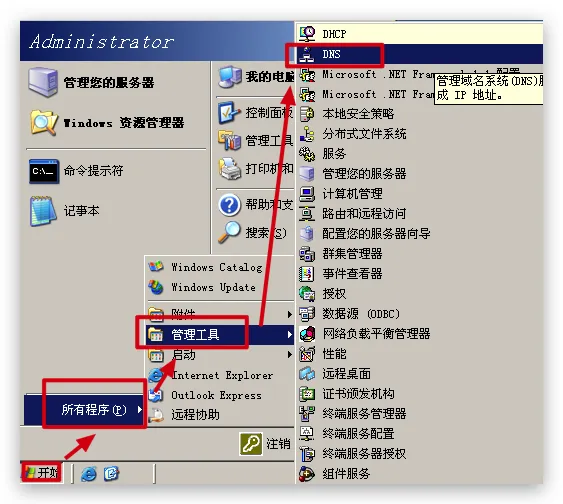 Administrator
管理您的服务器
Windows 资源管理器
命令提示符
记事本
我的电脑
控制面板
管理工具
打印机和
帮助和支
搜索(S)
Windows Catalog
Windows Update
附件
管理工具
启动
Internet Explorer
Outlook Express
远程协助
所有程序(P)
注销
开始
DHCP
DNS
Microsoft .NET Fram
配置
Microsoft .NET Fram
管理域名系统(DNS)服
成 IP 地址。
本地安全策略
分布式文件系统
服务
管理您的服务器
计算机管理
路由和远程访问
配置您的服务器向导
群集管理器
事件查看器
授权
数据源 (ODBC)
网络负载平衡管理器
性能
远程桌面
证书颁发机构
终端服务管理器
终端服务配置
终端服务器授权
组件服务